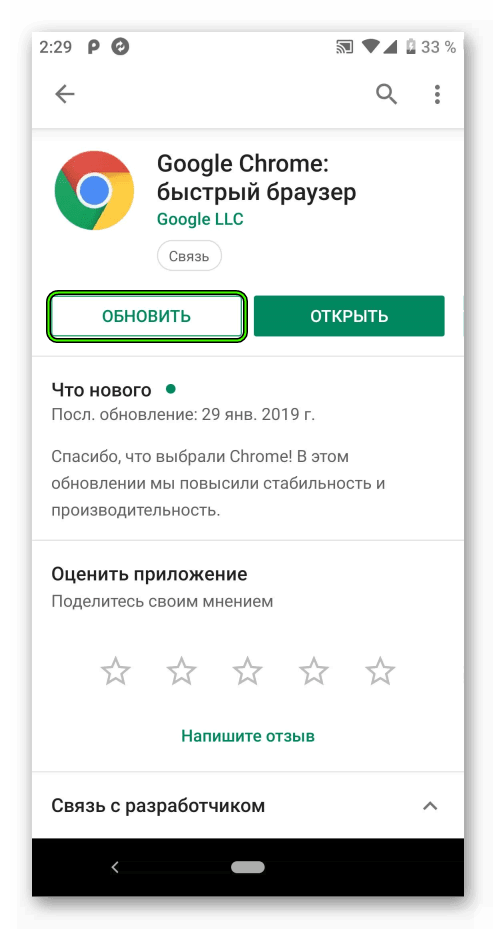 2:29
33 %
Google Chrome:
быстрый браузер
Google LLC
Связь
ОБНОВИТЬ
ОТКРЫТЬ
Что нового
Посл. обновление: 29 янв. 2019 г.
Спасибо, что выбрали Chrome! В этом
обновлении мы повысили стабильность и
производительность.
Оценить приложение
Поделитесь своим мнением
Напишите отзыв
Связь с разработчиком